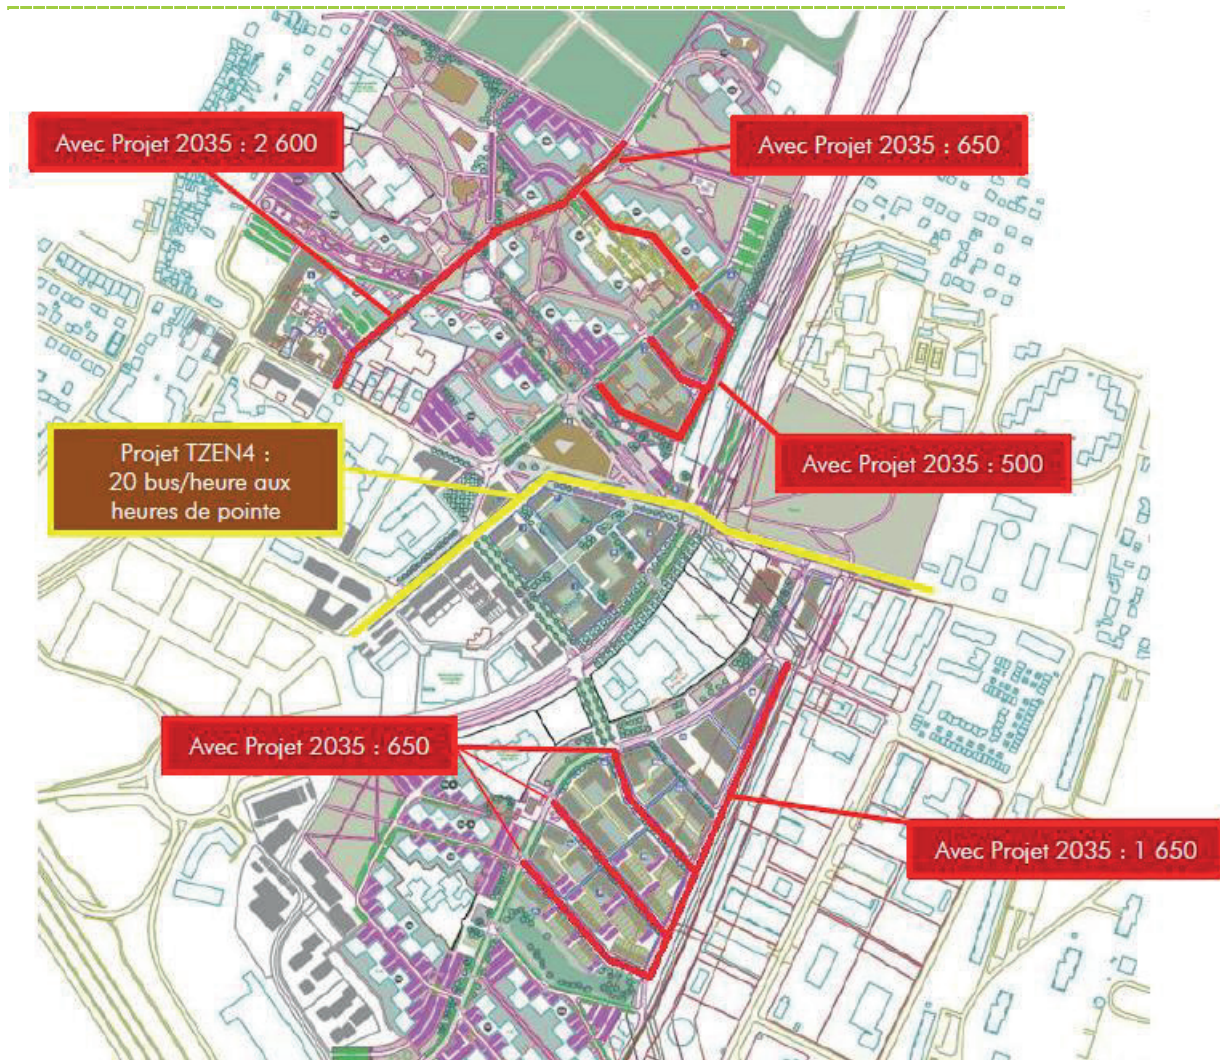 Avec Projet 2035 : 2 600
Avec Projet 2035 : 650
Projet TZEN4 :
20 bus/heure aux
heures de pointe
Avec Projet 2035 : 500
Avec Projet 2035 : 650
Avec Projet 2035 : 1 650